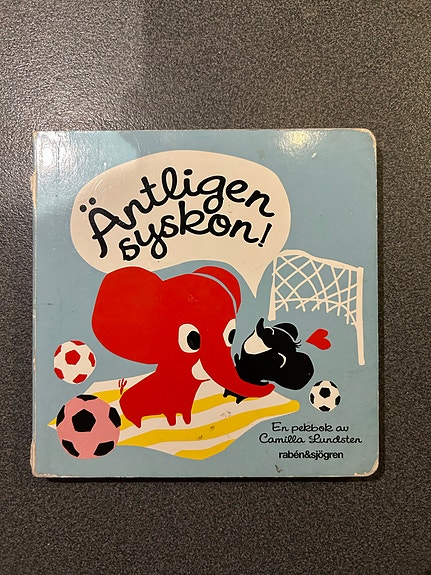 Äntligen
syskon!
En pekbok av
Camilla Lundsten
rabén&sjögren